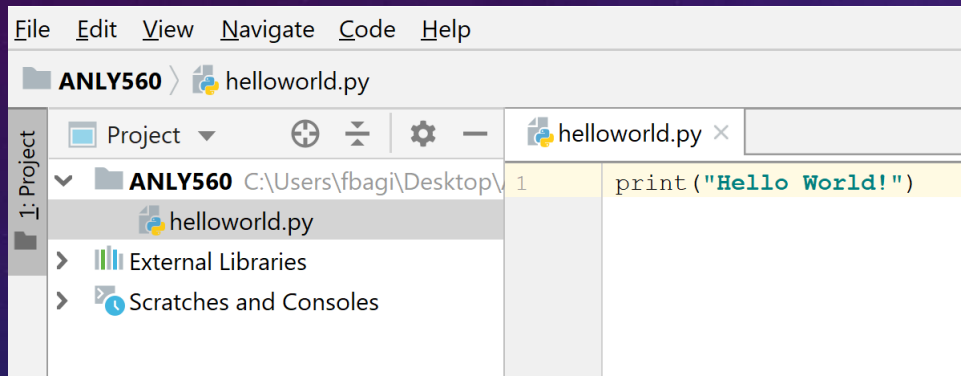 File Edit View Navigate Code Help
ANLY560 helloworld.py
1: Project
Project
helloworld.py
ANLY560 C:\Users\fbagi\Desktop\
helloworld.py
External Libraries
Scratches and Consoles
1 print("Hello World!")